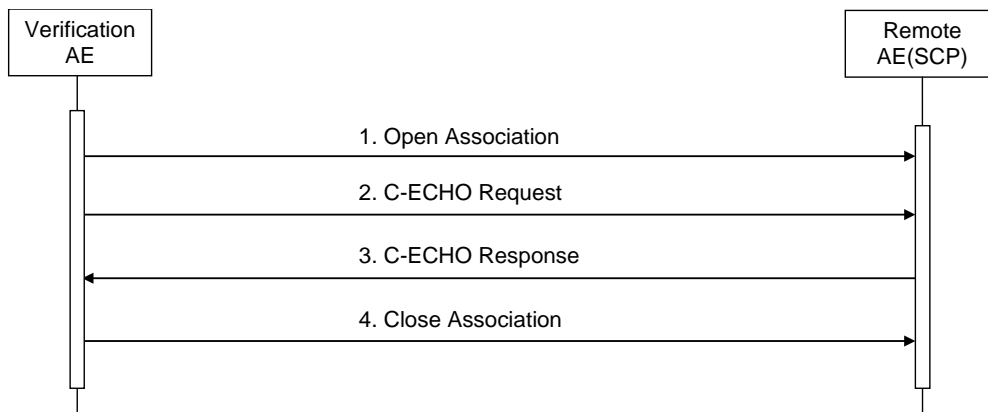 Verification
AE
Remote
AE(SCP)
1. Open Association
2. C-ECHO Request
3. C-ECHO Response
4. Close Association